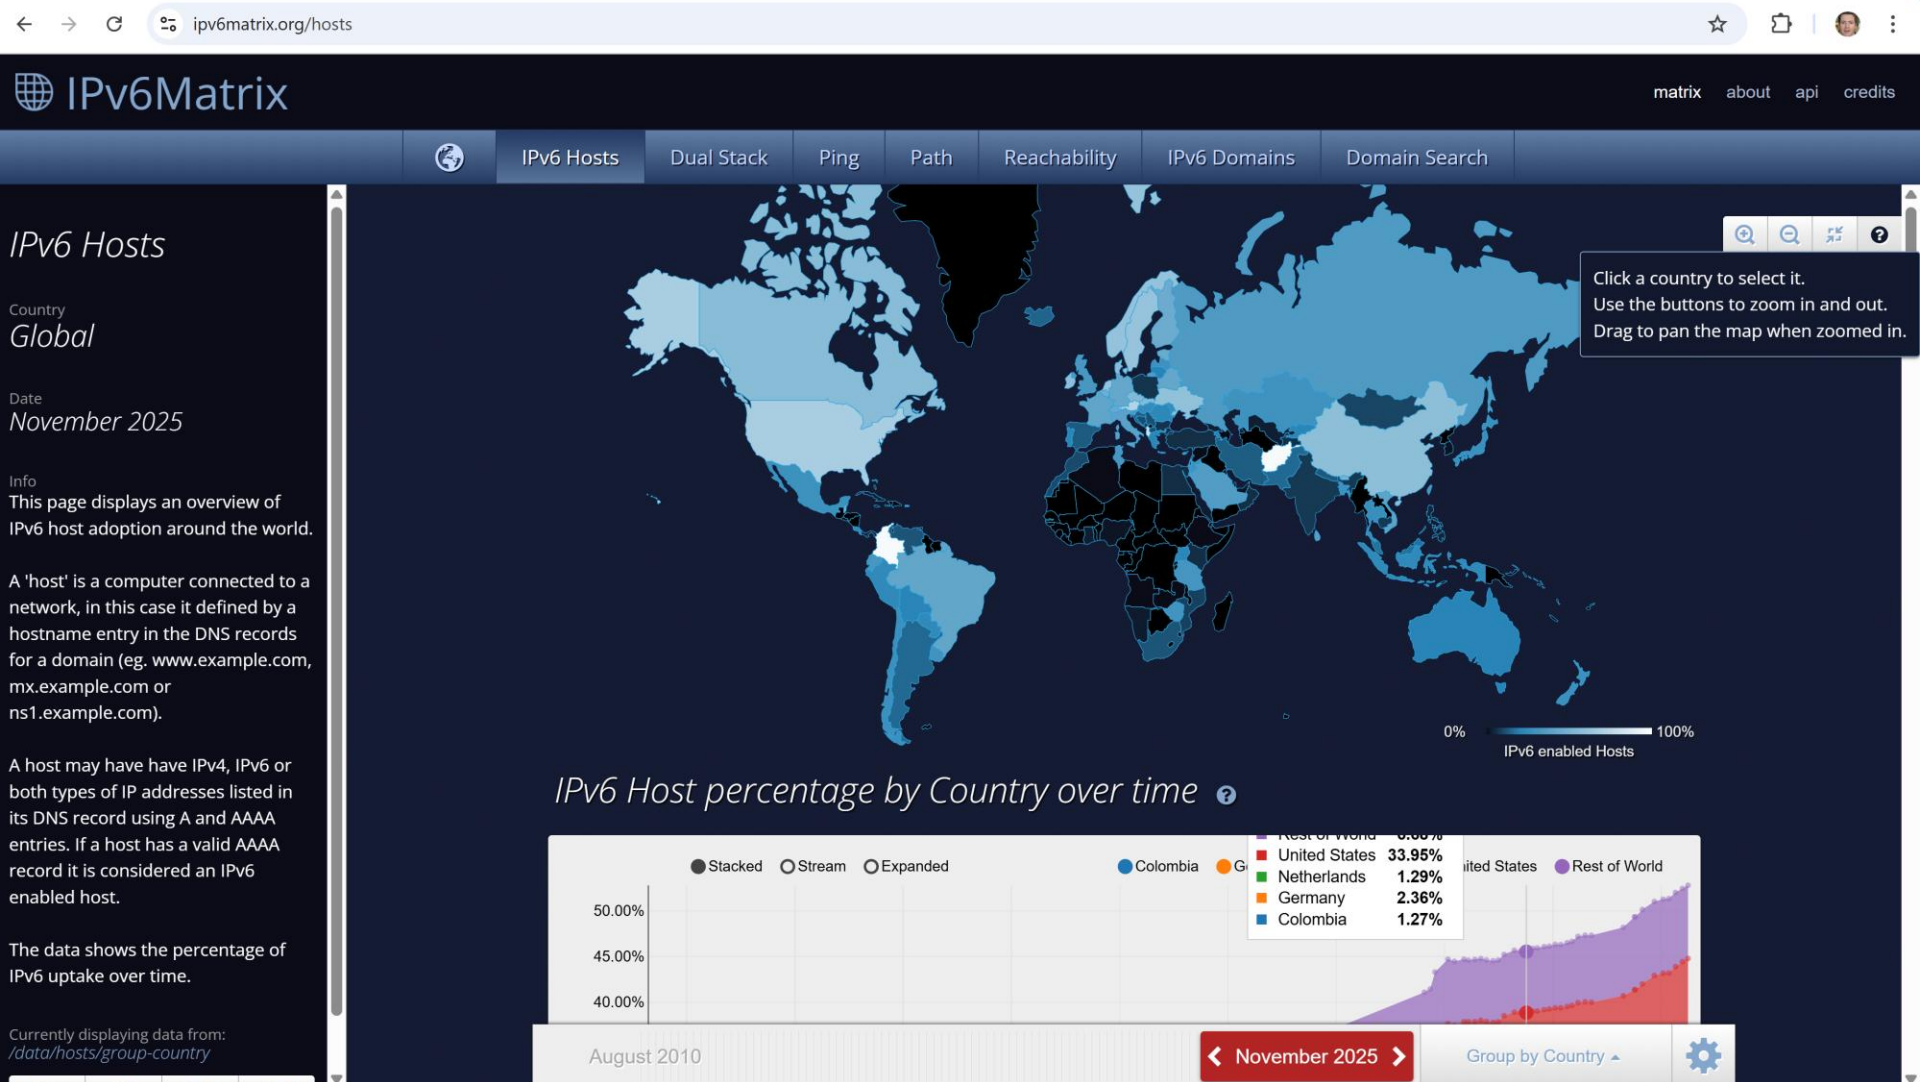 ipv6matrix.org/hosts
IPv6Matrix
matrix about api credits
IPv6 Hosts Dual Stack Ping Path Reachability IPv6 Domains Domain Search
IPv6 Hosts
Country
Global
Date
November 2025
Info
This page displays an overview of
IPv6 host adoption around the world.
A 'host' is a computer connected to a
network, in this case it defined by a
hostname entry in the DNS records
for a domain (eg. www.example.com,
mx.example.com or
ns1.example.com).
A host may have have IPv4, IPv6 or
both types of IP addresses listed in
its DNS record using A and AAAA
entries. If a host has a valid AAAA
record it is considered an IPv6
enabled host.
The data shows the percentage of
IPv6 uptake over time.
Currently displaying data from:
/data/hosts/group-country
Click a country to select it.
Use the buttons to zoom in and out.
Drag to pan the map when zoomed in.
0% 100%
IPv6 enabled Hosts
IPv6 Host percentage by Country over time
Stacked Stream Expanded Colombia ited States Rest of World
Rest of World
United States 33.95%
Netherlands 1.29%
Germany 2.36%
Colombia 1.27%
50.00%
45.00%
40.00%
August 2010 November 2025 Group by Country